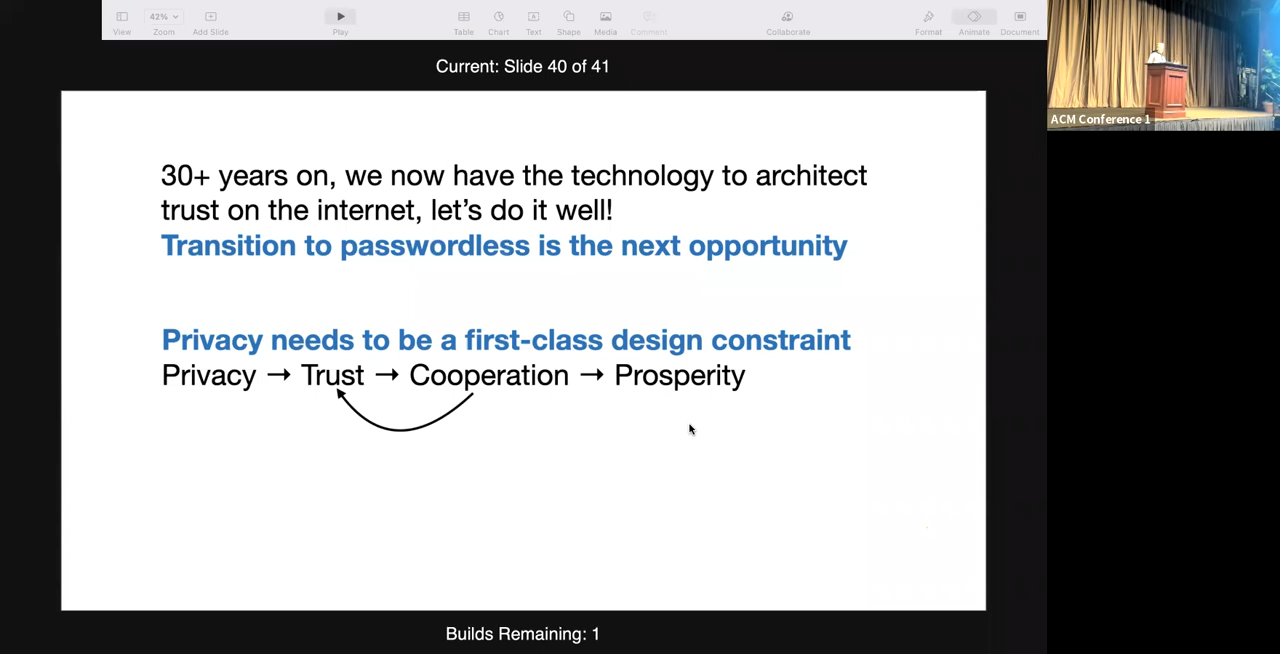 42%
View
Zoom
Add Slide
Play
Table
Chart
Text
Shape
Media
Comment
Collaborate
Format
Animate
Document
Current: Slide 40 of 41
ACM Conference 1
30+ years on, we now have the technology to architect
trust on the internet, let’s do it well!
Transition to passwordless is the next opportunity
Privacy needs to be a first-class design constraint
Privacy → Trust → Cooperation → Prosperity
Builds Remaining: 1